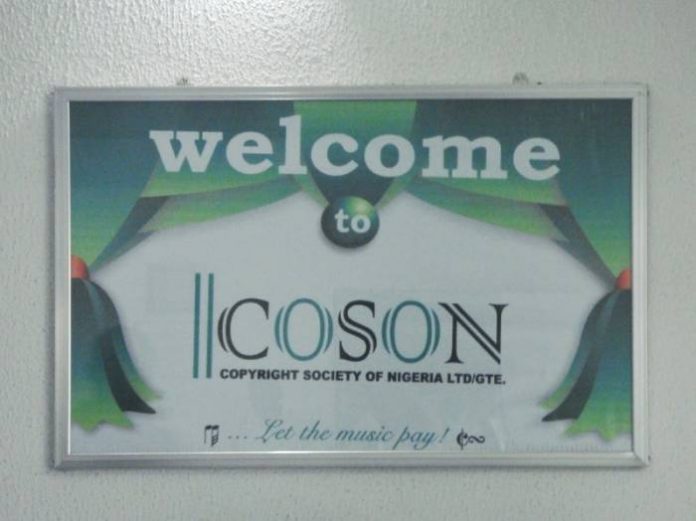 welcome
to
COSON
COPYRIGHT SOCIETY OF NIGERIA LTD/GTE.
... Let the music pay!